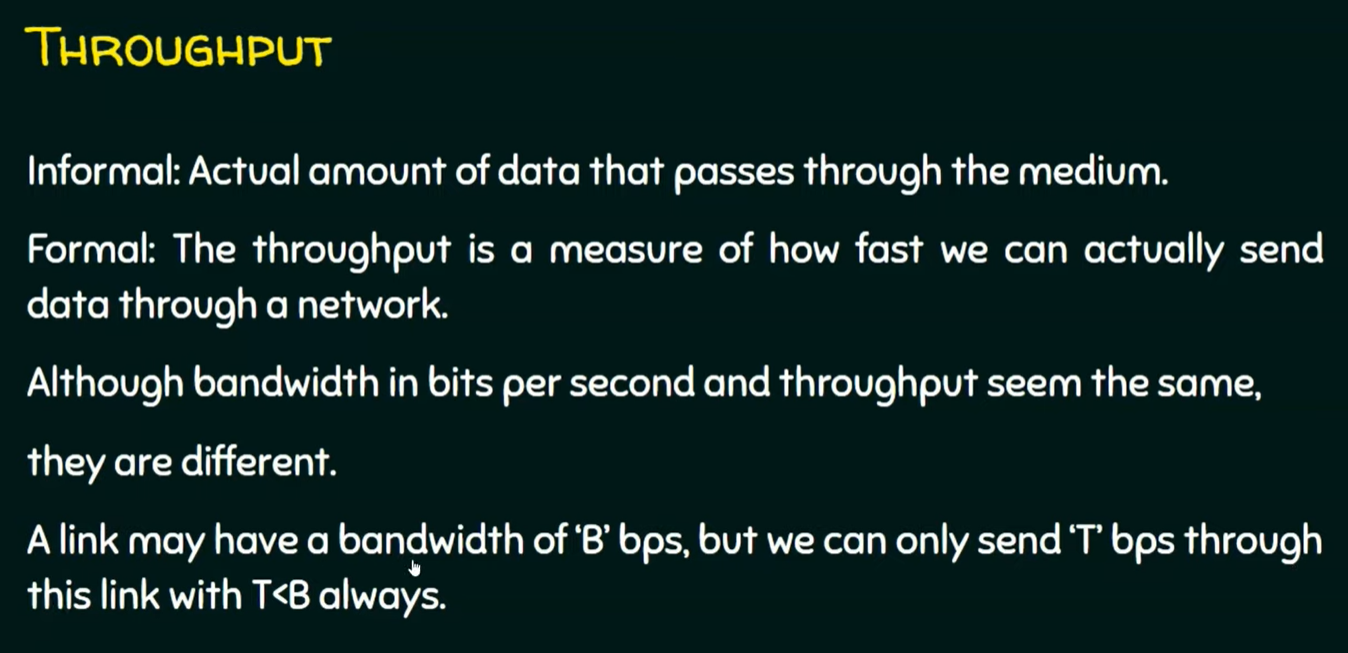 THROUGHPUT
Informal: Actual amount of data that passes through the medium.
Formal: The throughput is a measure of how fast we can actually send
data through a network.
Although bandwidth in bits per second and throughput seem the same,
they are different.
A link may have a bandwidth of ‘B’ bps, but we can only send ‘T’ bps through
this link with T<B always.